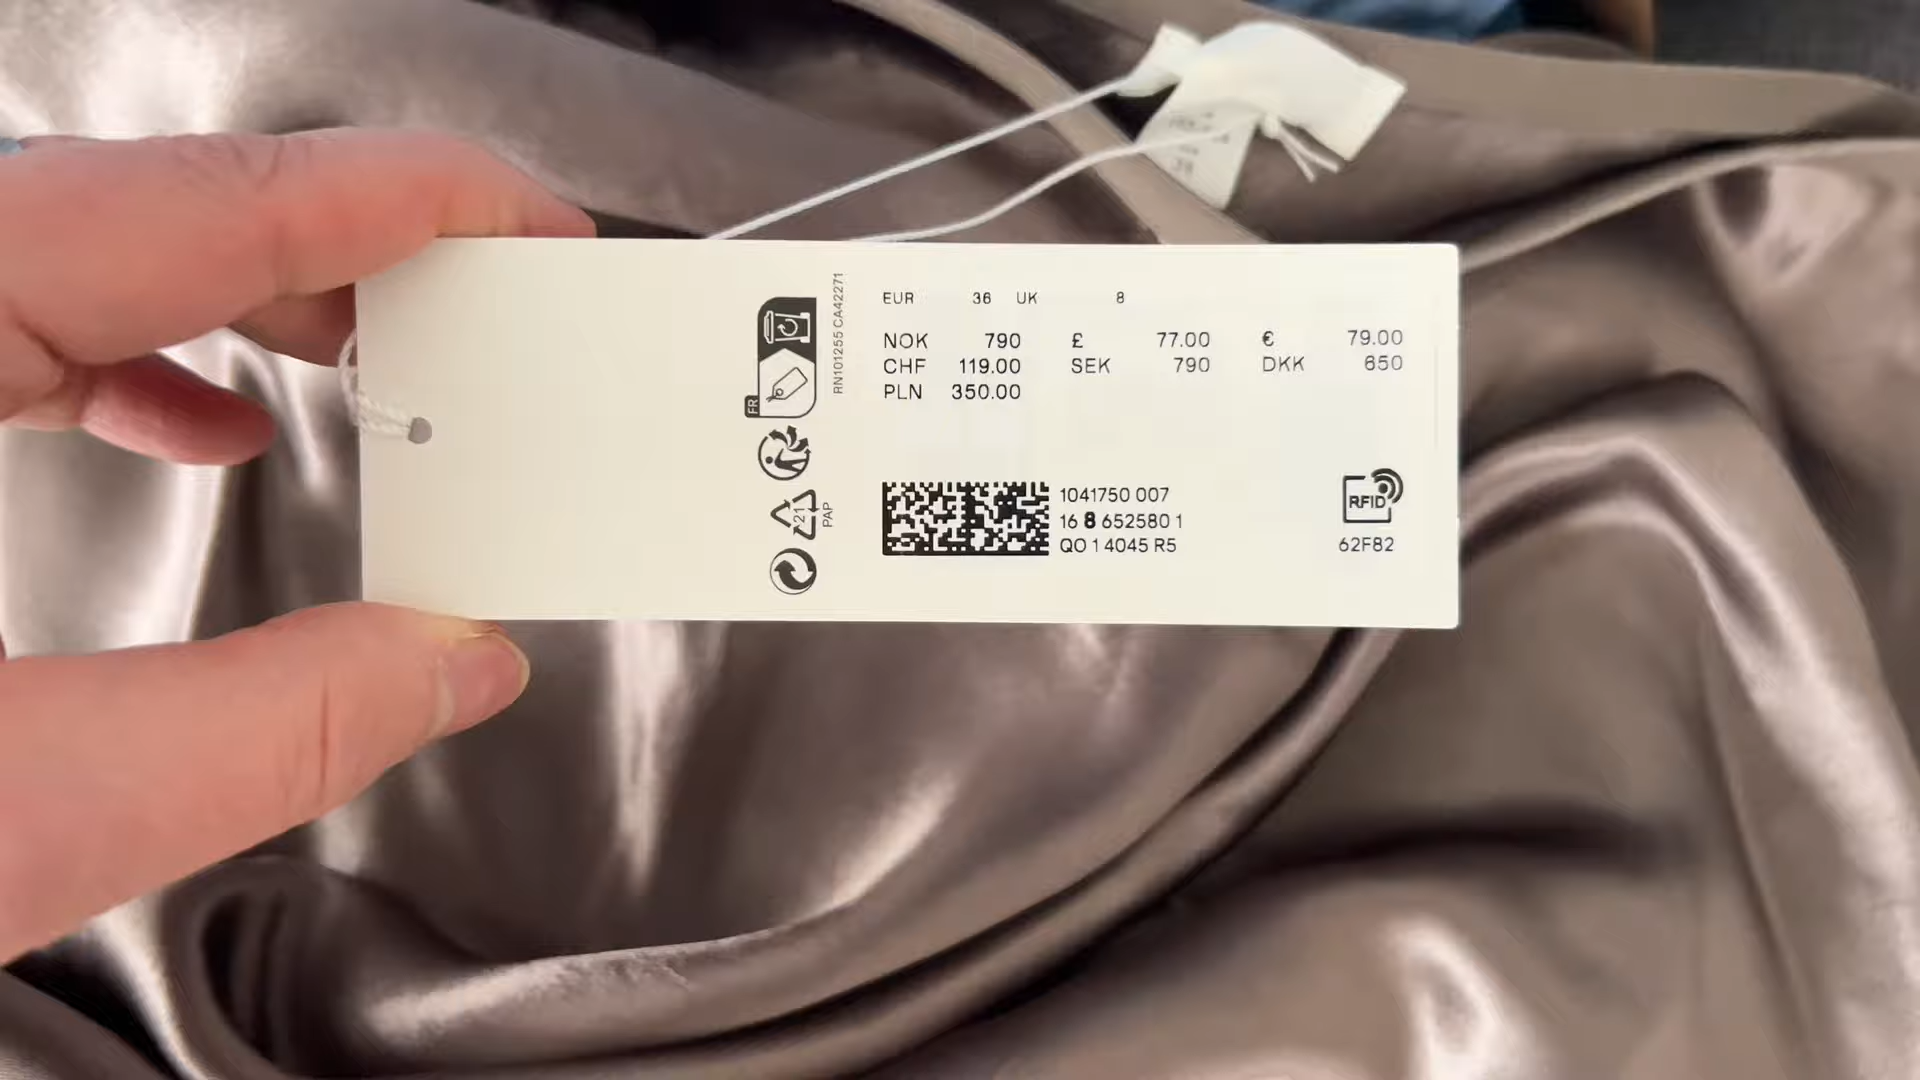 RN101255 CA42271
EUR 36 UK 8
NOK 790 £ 77.00 € 79.00
CHF 119.00 SEK 790 DKK 650
PLN 350.00
FR
21
PAP
1041750 007
16 8 652580 1
QO 1 4045 R5
RFID
62F82